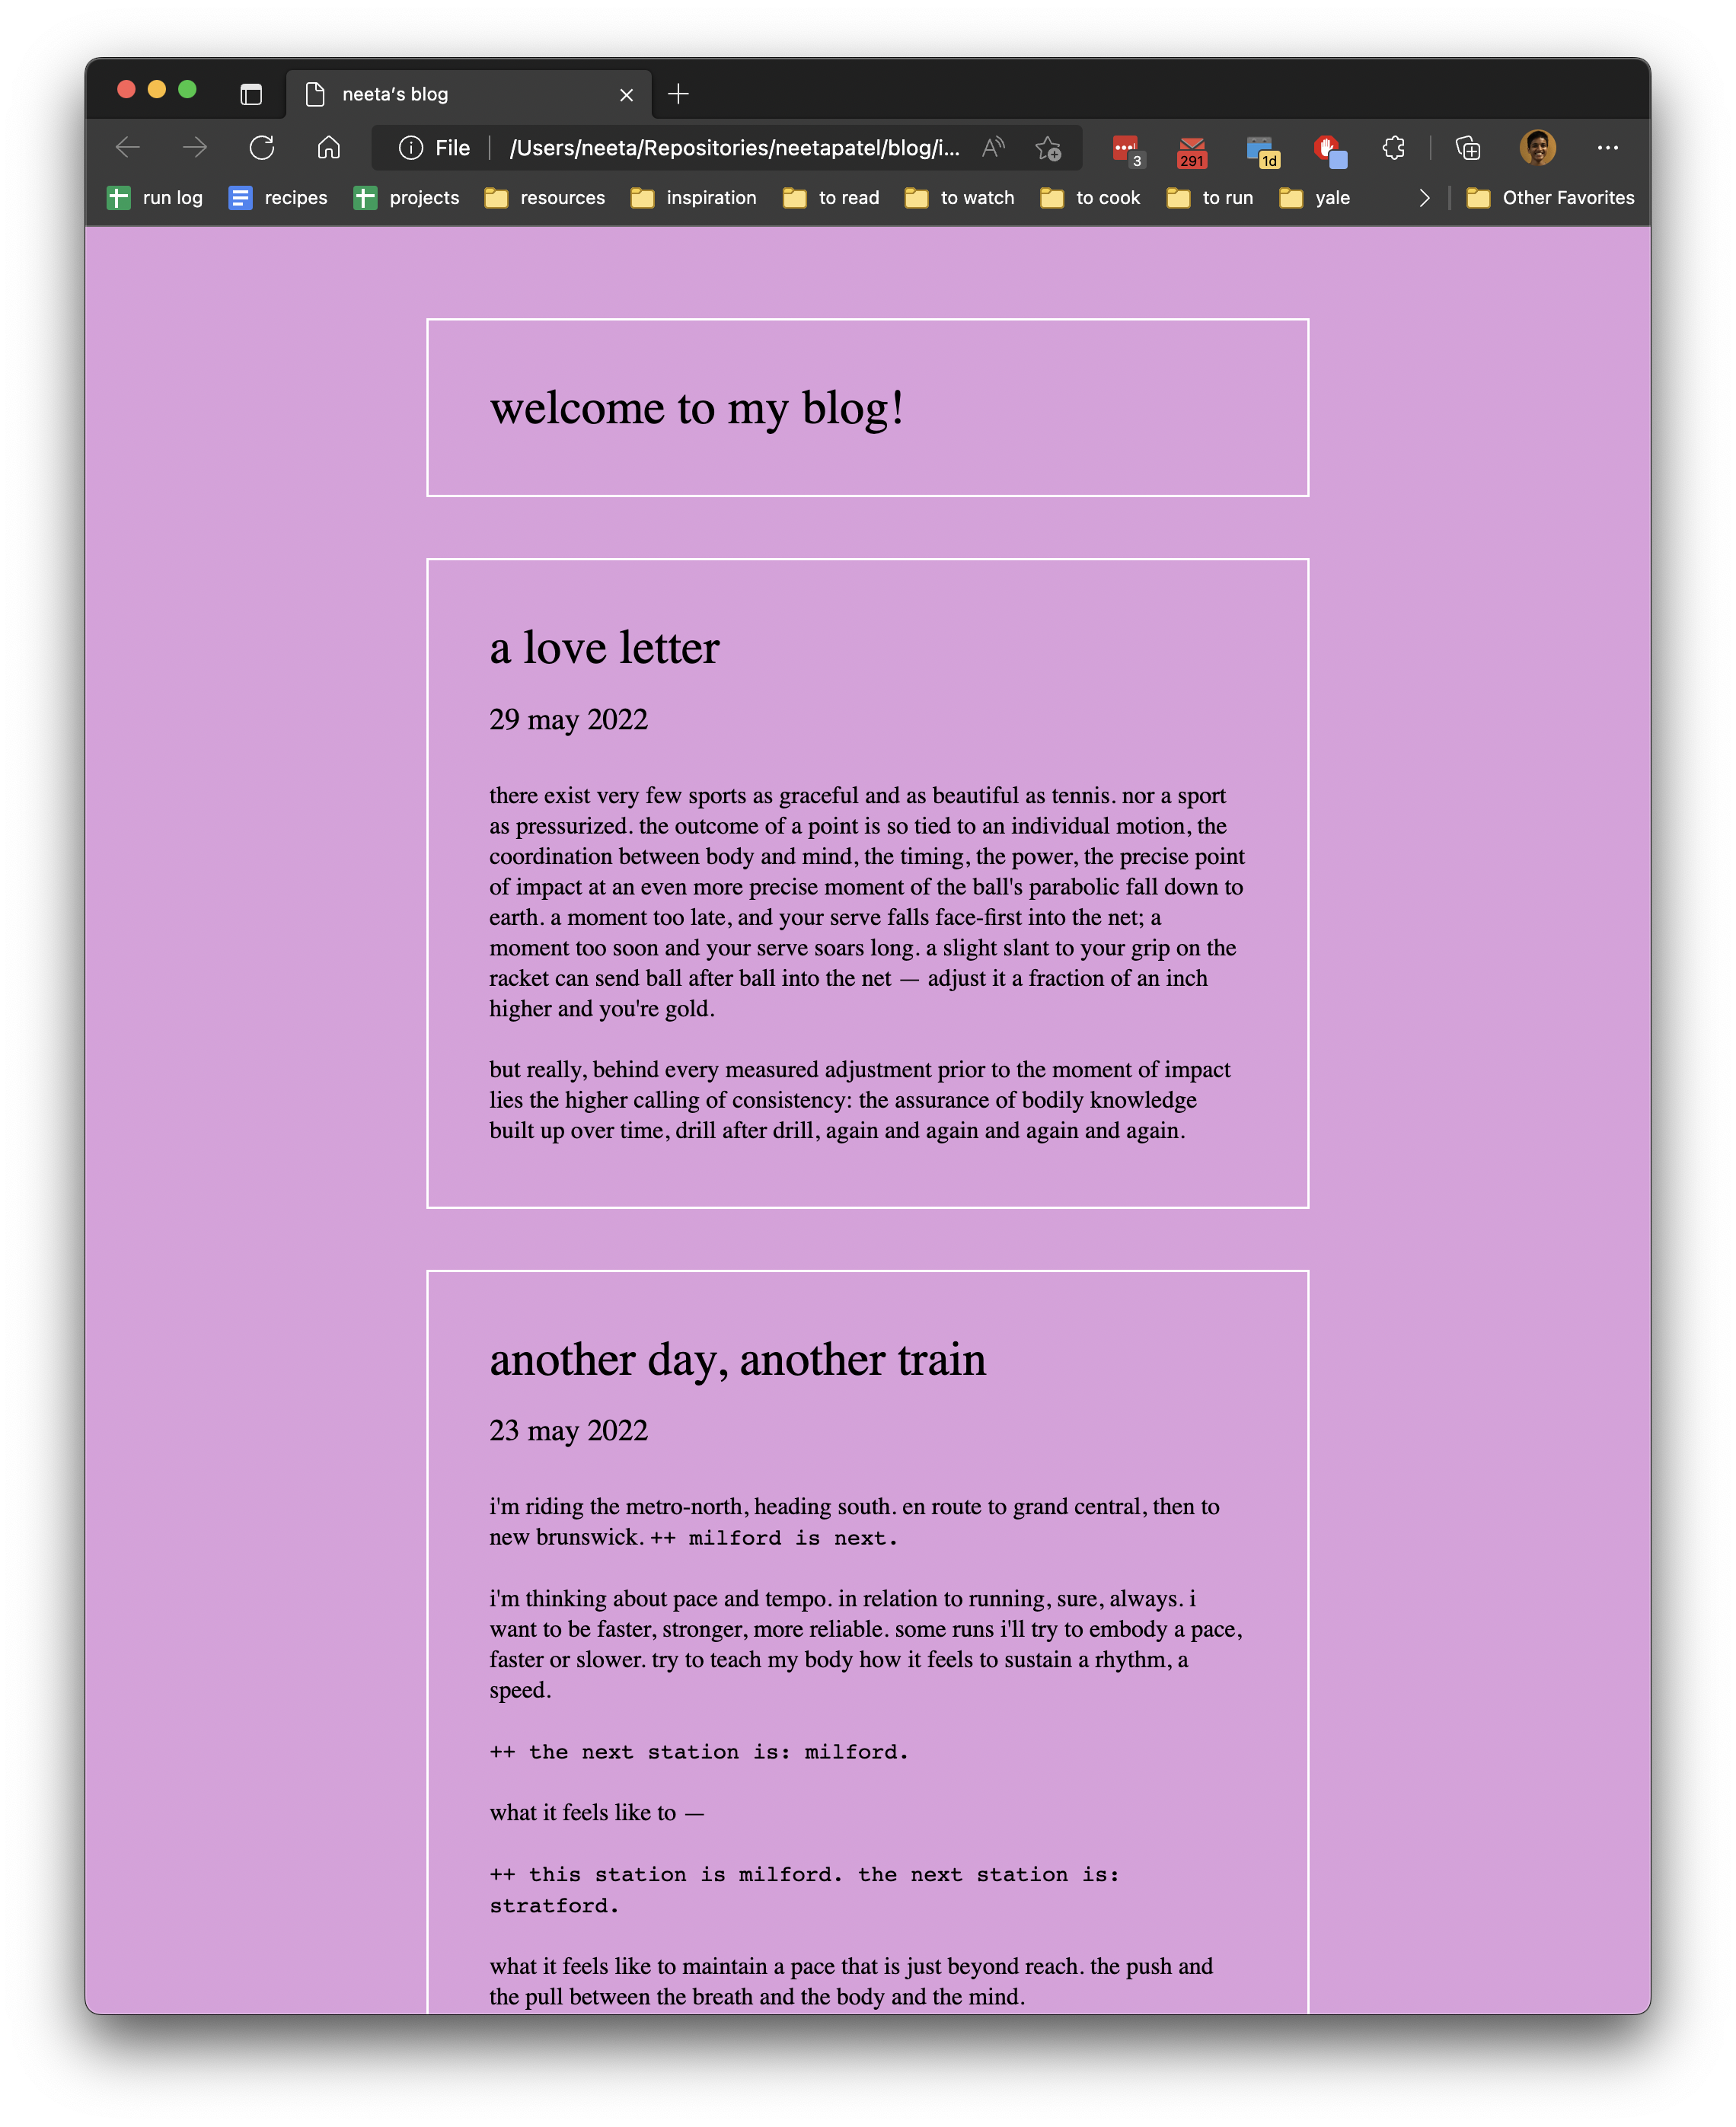 neeta's blog
File
/Users/neeta/Repositories/neetapatel/blog/i...
3
291
1d
run log
recipes
projects
resources
inspiration
to read
to watch
to cook
to run
yale
Other Favorites
welcome to my blog!
a love letter
29 may 2022
there exist very few sports as graceful and as beautiful as tennis. nor a sport
as pressurized. the outcome of a point is so tied to an individual motion, the
coordination between body and mind, the timing, the power, the precise point
of impact at an even more precise moment of the ball's parabolic fall down to
earth. a moment too late, and your serve falls face-first into the net; a
moment too soon and your serve soars long. a slight slant to your grip on the
racket can send ball after ball into the net — adjust it a fraction of an inch
higher and you're gold.
but really, behind every measured adjustment prior to the moment of impact
lies the higher calling of consistency: the assurance of bodily knowledge
built up over time, drill after drill, again and again and again and again.
another day, another train
23 may 2022
i'm riding the metro-north, heading south. en route to grand central, then to
new brunswick. ++ milford is next.
i'm thinking about pace and tempo. in relation to running, sure, always. i
want to be faster, stronger, more reliable. some runs i'll try to embody a pace,
faster or slower. try to teach my body how it feels to sustain a rhythm, a
speed.
++ the next station is: milford.
what it feels like to —
++ this station is milford. the next station is:
stratford.
what it feels like to maintain a pace that is just beyond reach. the push and
the pull between the breath and the body and the mind.